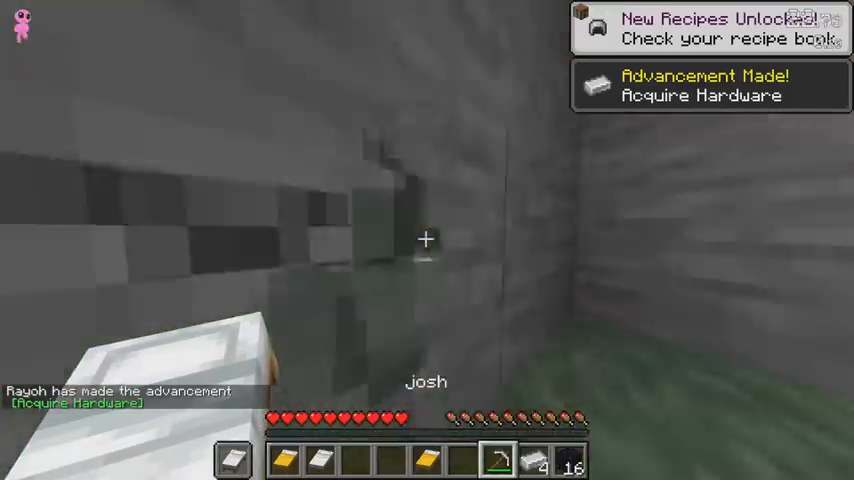 New Recipes Unlocked!
Check your recipe book
Advancement Made!
Acquire Hardware
josh
Rayoh has made the advancement
[Acquire Hardware]
4
16